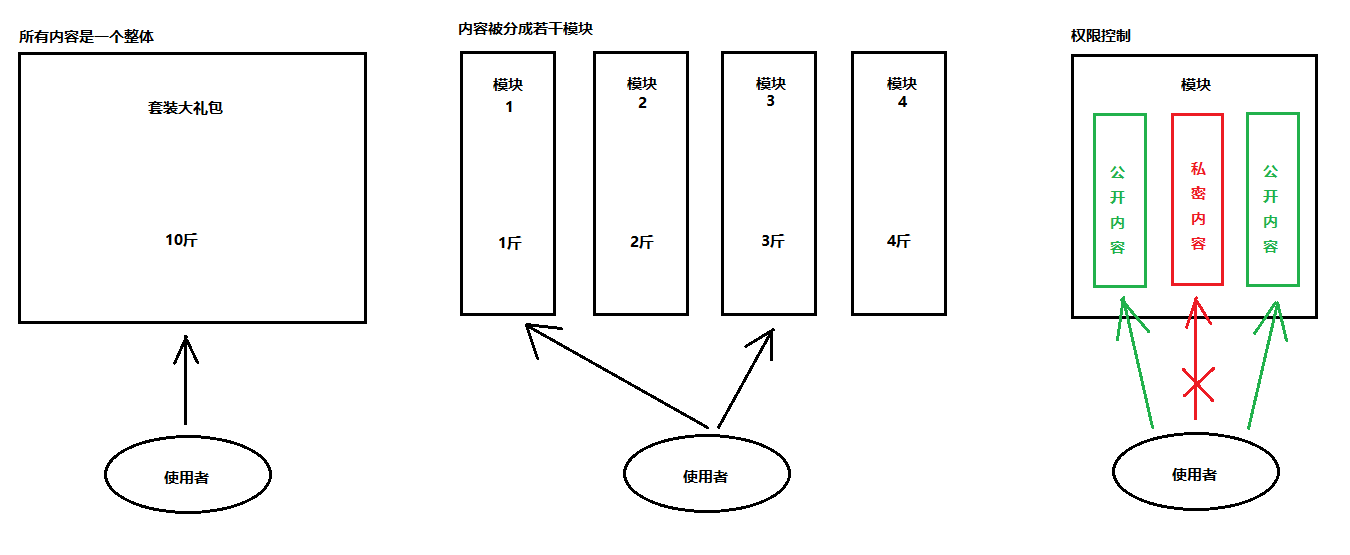 所有内容是一个整体
套装大礼包
10斤
使用者
内容被分成若干模块
模块
1
1斤
模块
2
2斤
模块
3
3斤
模块
4
4斤
使用者
权限控制
模块
公开内容
私密内容
公开内容
使用者